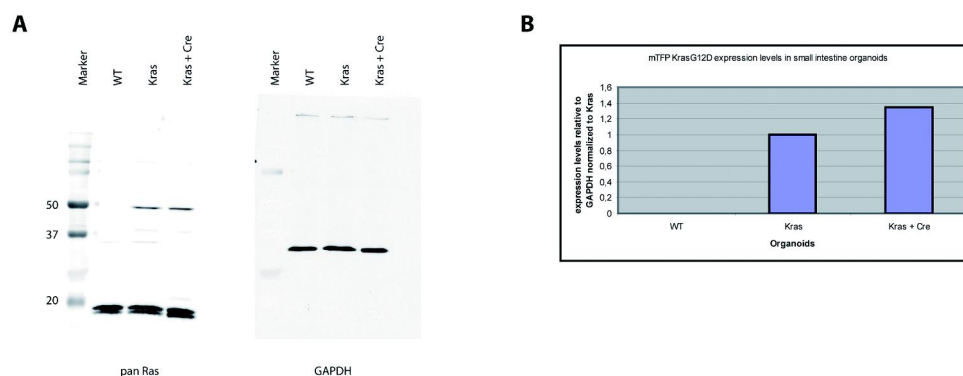 A
Marker
WT
Kras
Kras + Cre
50
37
20
pan Ras
Marker
WT
Kras
Kras + Cre
GAPDH
B
mTFP KrasG12D expression levels in small intestine organoids
expression levels relative to
GAPDH normalized to Kras
1,6
1,4
1,2
1
0,8
0,6
0,4
0,2
0
WT
Kras
Kras + Cre
Organoids